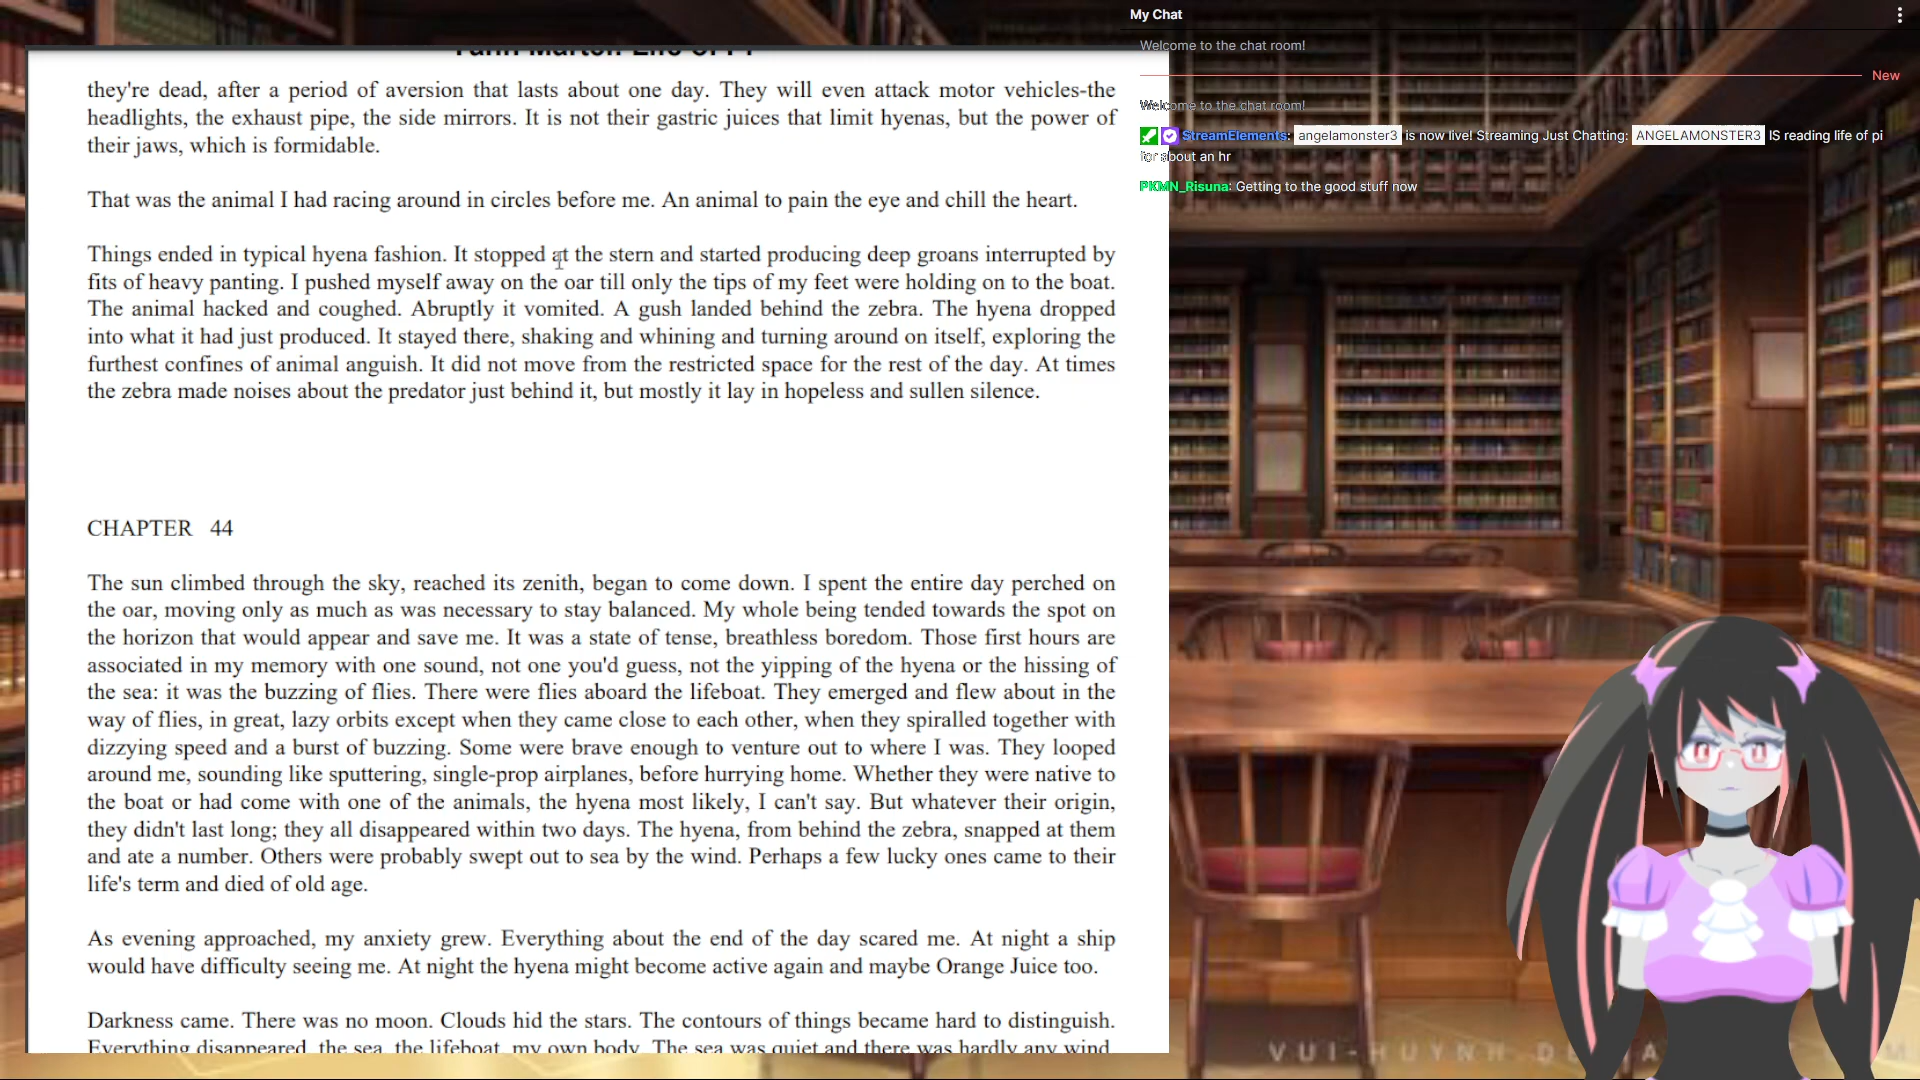 Yann Martel: Life of Pi
they're dead, after a period of aversion that lasts about one day. They will even attack motor vehicles-the
headlights, the exhaust pipe, the side mirrors. It is not their gastric juices that limit hyenas, but the power of
their jaws, which is formidable.
That was the animal I had racing around in circles before me. An animal to pain the eye and chill the heart.
Things ended in typical hyena fashion. It stopped at the stern and started producing deep groans interrupted by
fits of heavy panting. I pushed myself away on the oar till only the tips of my feet were holding on to the boat.
The animal hacked and coughed. Abruptly it vomited. A gush landed behind the zebra. The hyena dropped
into what it had just produced. It stayed there, shaking and whining and turning around on itself, exploring the
furthest confines of animal anguish. It did not move from the restricted space for the rest of the day. At times
the zebra made noises about the predator just behind it, but mostly it lay in hopeless and sullen silence.
CHAPTER 44
The sun climbed through the sky, reached its zenith, began to come down. I spent the entire day perched on
the oar, moving only as much as was necessary to stay balanced. My whole being tended towards the spot on
the horizon that would appear and save me. It was a state of tense, breathless boredom. Those first hours are
associated in my memory with one sound, not one you'd guess, not the yipping of the hyena or the hissing of
the sea: it was the buzzing of flies. There were flies aboard the lifeboat. They emerged and flew about in the
way of flies, in great, lazy orbits except when they came close to each other, when they spiralled together with
dizzying speed and a burst of buzzing. Some were brave enough to venture out to where I was. They looped
around me, sounding like sputtering, single-prop airplanes, before hurrying home. Whether they were native to
the boat or had come with one of the animals, the hyena most likely, I can't say. But whatever their origin,
they didn't last long; they all disappeared within two days. The hyena, from behind the zebra, snapped at them
and ate a number. Others were probably swept out to sea by the wind. Perhaps a few lucky ones came to their
life's term and died of old age.
As evening approached, my anxiety grew. Everything about the end of the day scared me. At night a ship
would have difficulty seeing me. At night the hyena might become active again and maybe Orange Juice too.
Darkness came. There was no moon. Clouds hid the stars. The contours of things became hard to distinguish.
Everything disappeared, the sea, the lifeboat, my own body. The sea was quiet and there was hardly any wind,
My Chat
Welcome to the chat room!
New
Welcome to the chat room!
StreamElements: angelamonster3 is now live! Streaming Just Chatting: ANGELAMONSTER3 IS reading life of pi
for about an hr
PKMN_Risuna: Getting to the good stuff now
VUI-HUYNH